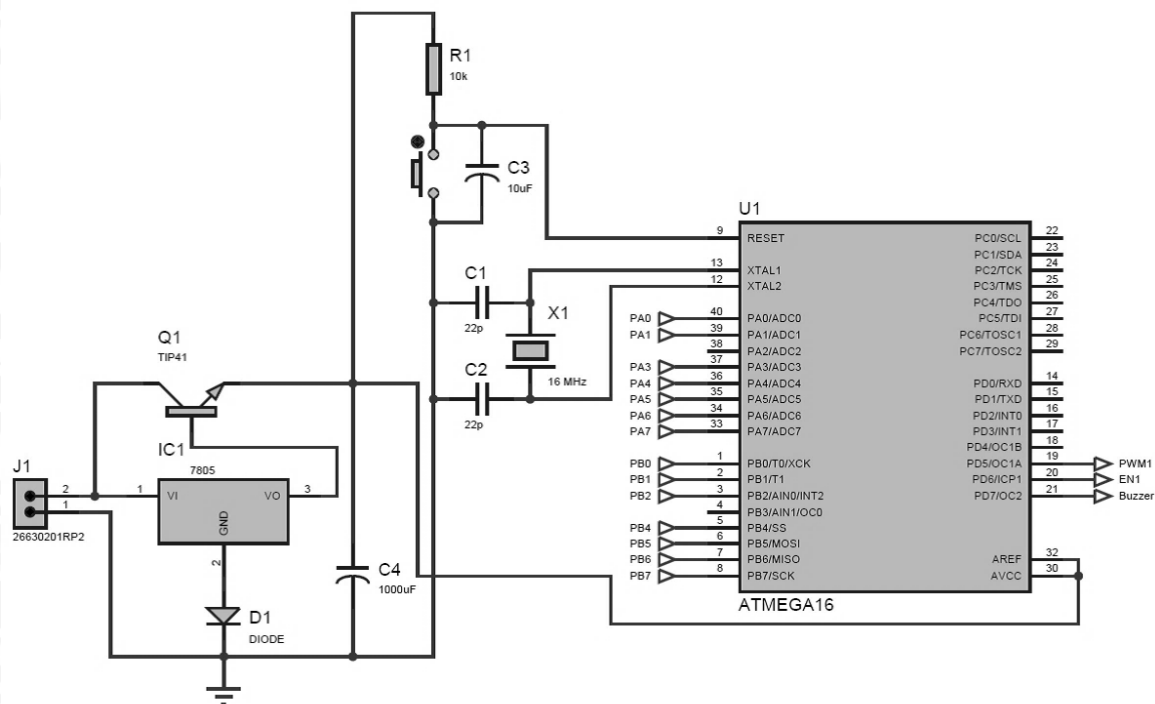 R1
10k
C3
10uF
U1
9 RESET
13 XTAL1
12 XTAL2
PA0 40 PA0/ADC0
PA1 39 PA1/ADC1
38 PA2/ADC2
PA3 37 PA3/ADC3
PA4 36 PA4/ADC4
PA5 35 PA5/ADC5
PA6 34 PA6/ADC6
PA7 33 PA7/ADC7
PB0 1 PB0/T0/XCK
PB1 2 PB1/T1
PB2 3 PB2/AIN0/INT2
4 PB3/AIN1/OC0
PB4 5 PB4/SS
PB5 6 PB5/MOSI
PB6 7 PB6/MISO
PB7 8 PB7/SCK
PC0/SCL 22
PC1/SDA 23
PC2/TCK 24
PC3/TMS 25
PC4/TDO 26
PC5/TDI 27
PC6/TOSC1 28
PC7/TOSC2 29
PD0/RXD 14
PD1/TXD 15
PD2/INT0 16
PD3/INT1 17
PD4/OC1B 18
PD5/OC1A 19 PWM1
PD6/ICP1 20 EN1
PD7/OC2 21 Buzzer
AREF 32
AVCC 30
ATMEGA16
C1
22p
X1
16 MHz
C2
22p
Q1
TIP41
IC1
7805
1 VI VO 3
GND
2
J1
2
1
26630201RP2
C4
1000uF
D1
DIODE